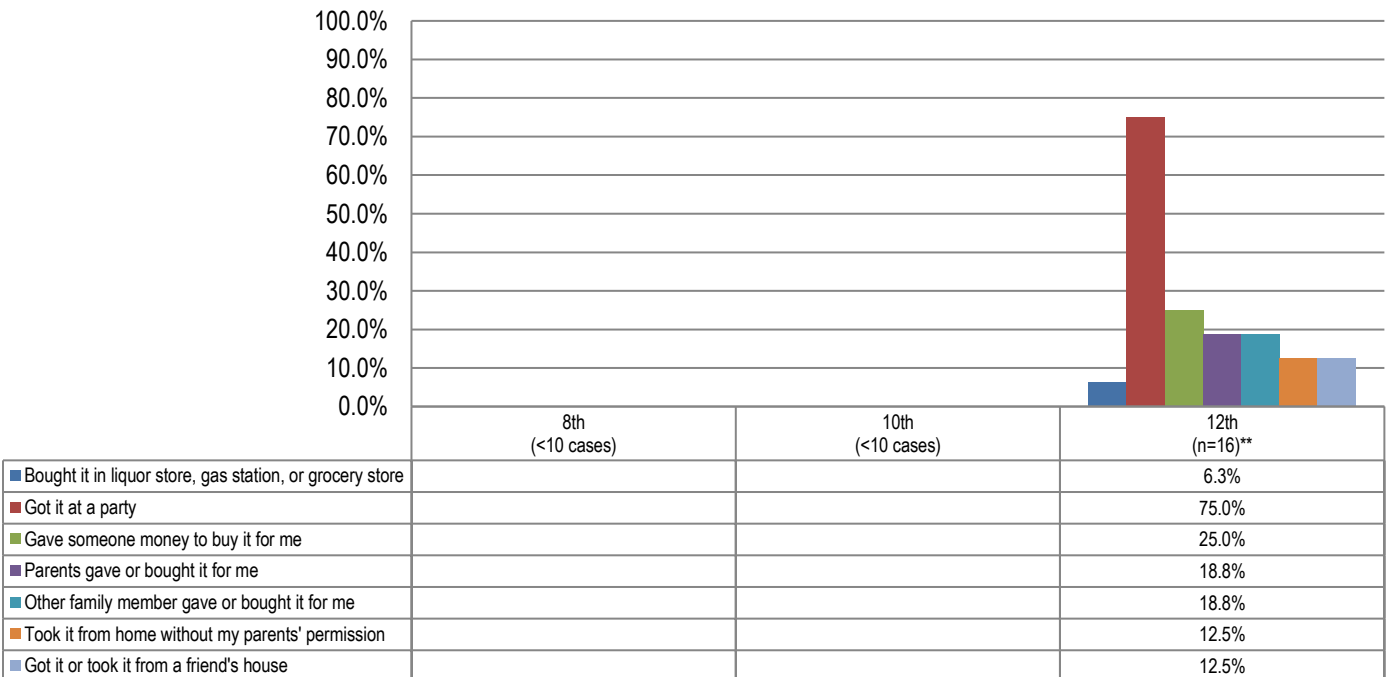 100.0%
90.0%
80.0%
70.0%
60.0%
50.0%
40.0%
30.0%
20.0%
10.0%
0.0%
8th 10th 12th
(<10 cases) (<10 cases) (n=16)**
Bought it in liquor store, gas station, or grocery store 6.3%
Got it at a party 75.0%
Gave someone money to buy it for me 25.0%
Parents gave or bought it for me 18.8%
Other family member gave or bought it for me 18.8%
Took it from home without my parents' permission 12.5%
Got it or took it from a friend's house 12.5%